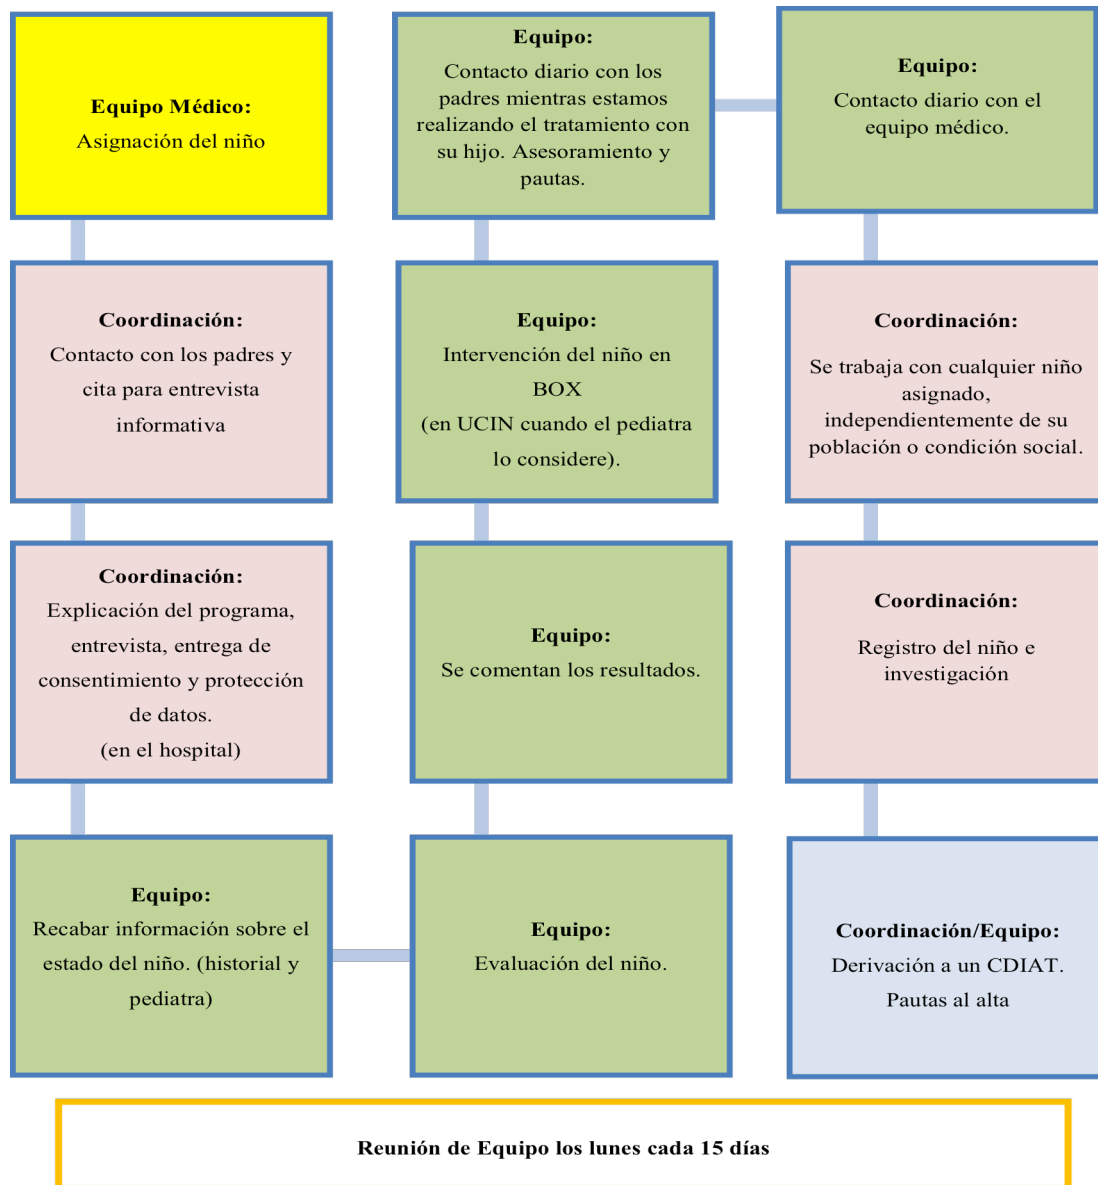 Equipo Médico:
Asignación del niño
Coordinación:
Contacto con los padres y
cita para entrevista
informativa
Coordinación:
Explicación del programa,
entrevista, entrega de
consentimiento y protección
de datos.
(en el hospital)
Equipo:
Recabar información sobre el
estado del niño. (historial y
pediatra)
Equipo:
Evaluación del niño.
Equipo:
Se comentan los resultados.
Equipo:
Intervención del niño en
BOX
(en UCIN cuando el pediatra
lo considere).
Equipo:
Contacto diario con los
padres mientras estamos
realizando el tratamiento con
su hijo. Asesoramiento y
pautas.
Equipo:
Contacto diario con el
equipo médico.
Coordinación:
Se trabaja con cualquier niño
asignado,
independientemente de su
población o condición social.
Coordinación:
Registro del niño e
investigación
Coordinación/Equipo:
Derivación a un CDIAT.
Pautas al alta
Reunión de Equipo los lunes cada 15 días